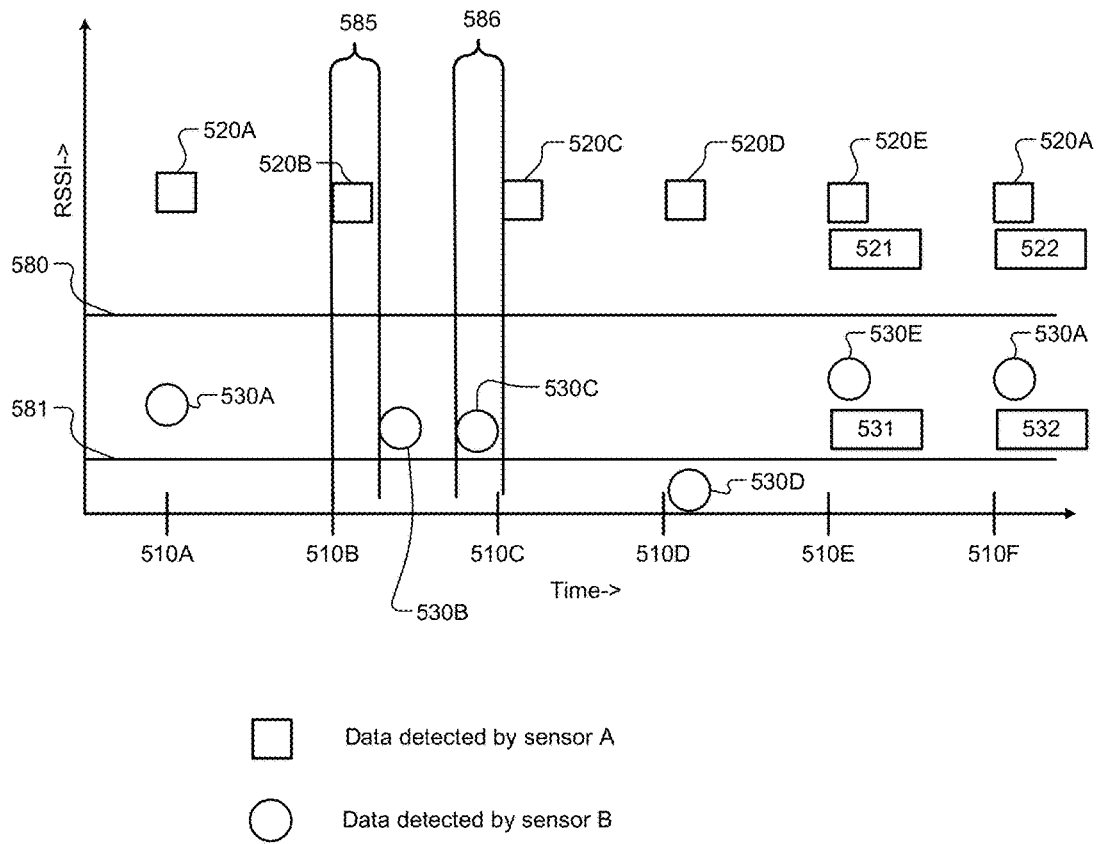 585
586
520A
520B
520C
520D
520E
520A
RSSI->
521
522
580
530E
530A
530A
530C
581
531
532
530D
510A
510B
510C
510D
510E
510F
Time->
530B
Data detected by sensor A
Data detected by sensor B